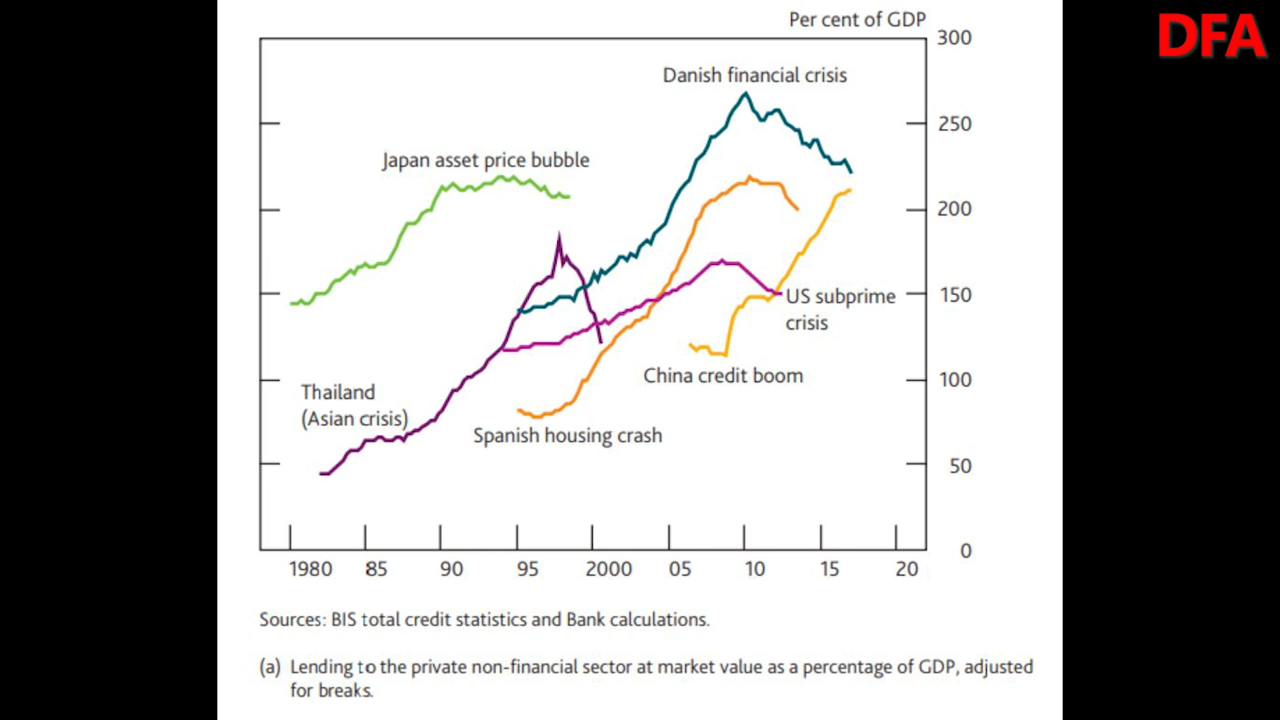 DFA
Per cent of GDP
300
Danish financial crisis
250
Japan asset price bubble
200
150
US subprime
crisis
China credit boom
100
Thailand
(Asian crisis)
Spanish housing crash
50
0
1980 85 90 95 2000 05 10 15 20
Sources: BIS total credit statistics and Bank calculations.
(a) Lending to the private non-financial sector at market value as a percentage of GDP, adjusted
for breaks.